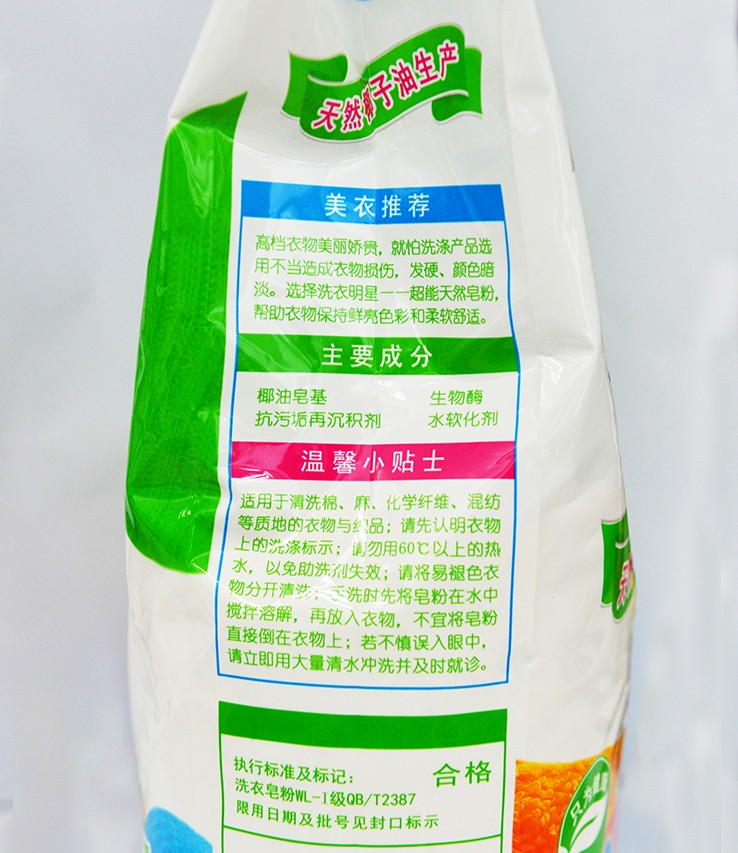 天然椰子油生产
美衣推荐
高档衣物美丽娇贵，就怕洗涤产品选
用不当造成衣物损伤，发硬、颜色暗
淡。选择洗衣明星——超能天然皂粉，
帮助衣物保持鲜亮色彩和柔软舒适。
主要成分
椰油皂基 生物酶
抗污垢再沉积剂 水软化剂
温馨小贴士
适用于清洗棉、麻、化学纤维、混纺
等质地的衣物与织品；请先认明衣物
上的洗涤标示；请勿用60℃以上的热
水，以免助洗剂失效；请将易褪色衣
物分开清洗；手洗时先将皂粉在水中
搅拌溶解，再放入衣物，不宜将皂粉
直接倒在衣物上；若不慎误入眼中，
请立即用大量清水冲洗并及时就诊。
执行标准及标记： 合格
洗衣皂粉WL-Ⅰ级QB/T2387
限用日期及批号见封口标示
只为健康